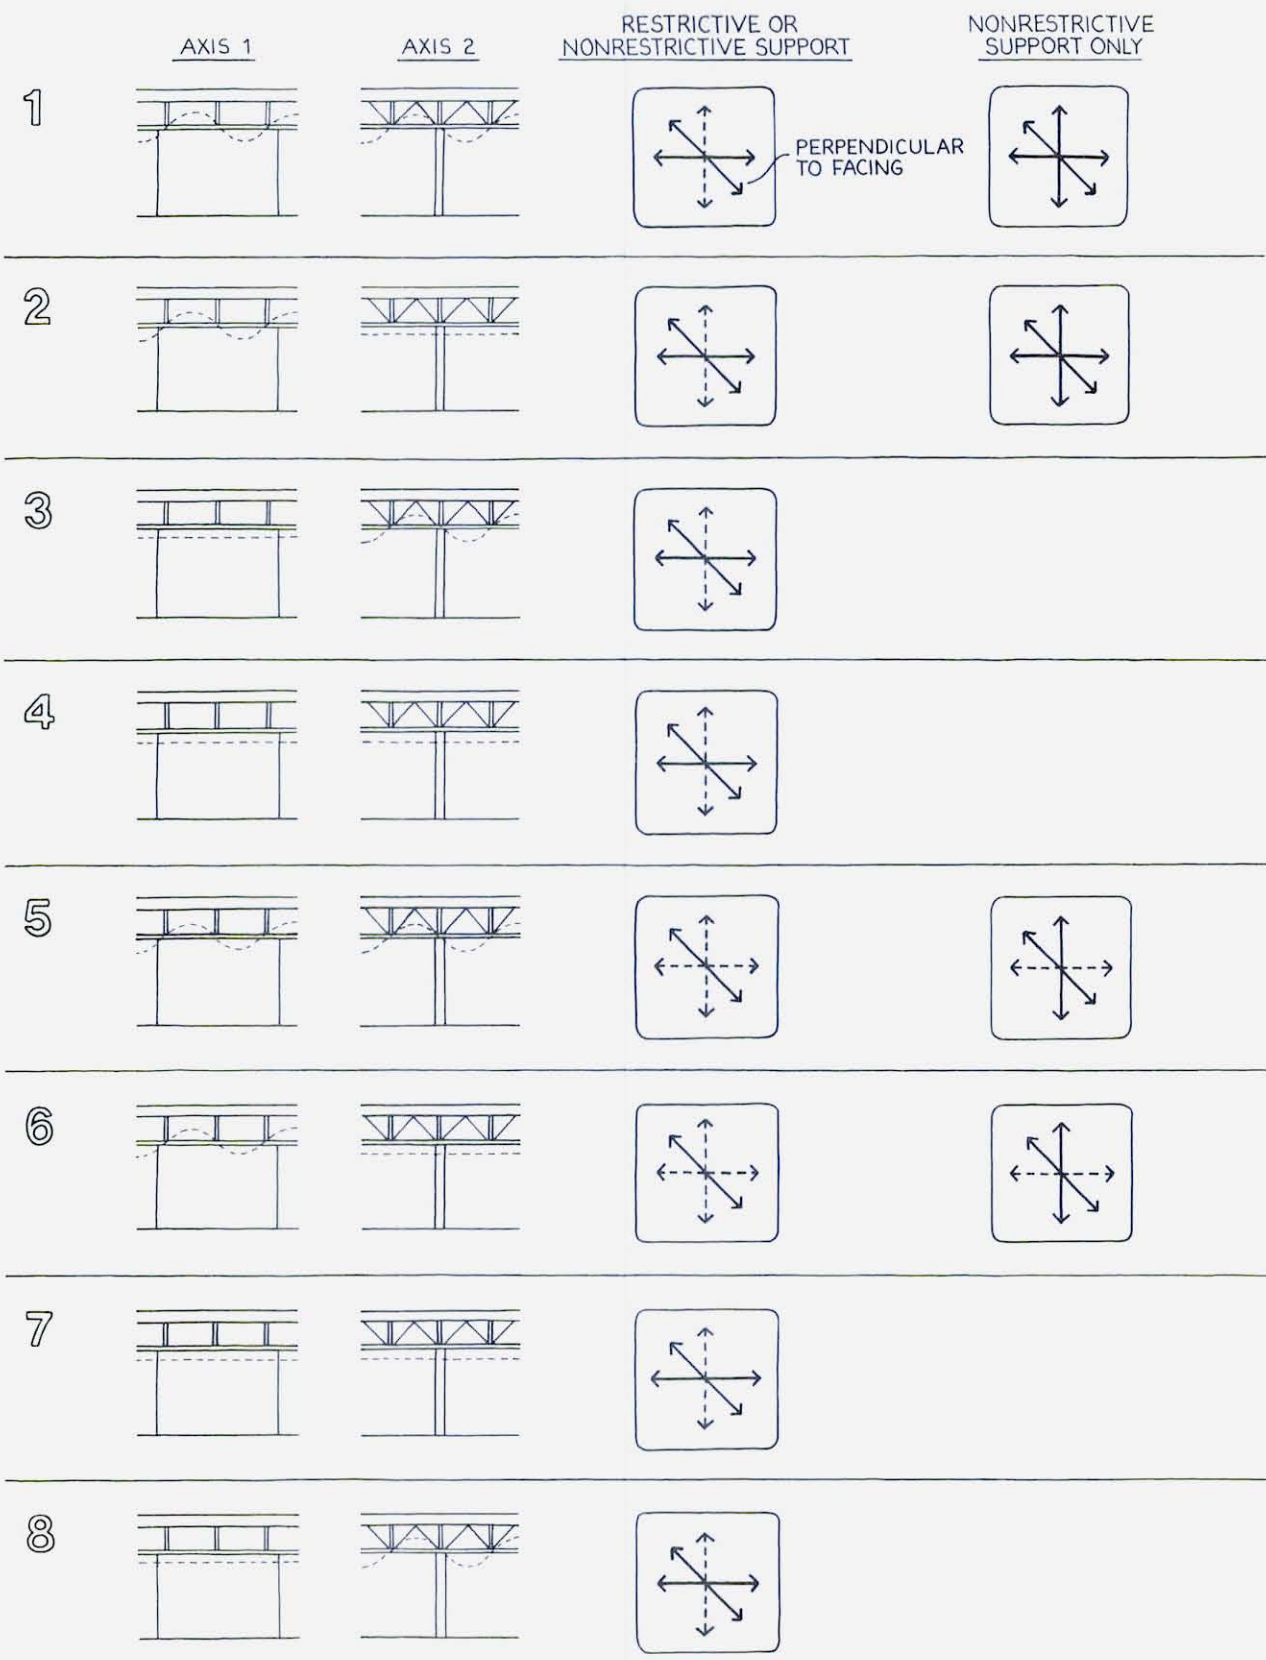 AXIS 1
AXIS 2
RESTRICTIVE OR
NONRESTRICTIVE SUPPORT
NONRESTRICTIVE
SUPPORT ONLY
1
PERPENDICULAR
TO FACING
2
3
4
5
6
7
8